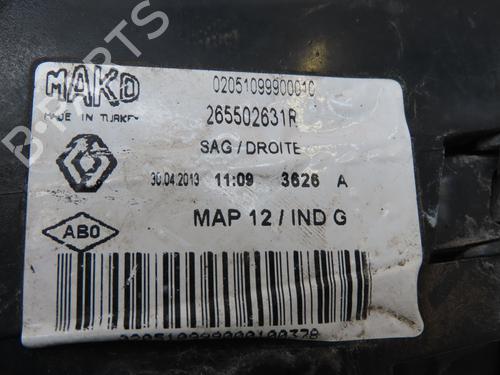 MAKO
02051099900010
MADE IN TURKEY
265502631R
SAG / DROITE
30.04.2013 11:09 3626 A
MAP 12 / IND G
ABO
B-PARTS